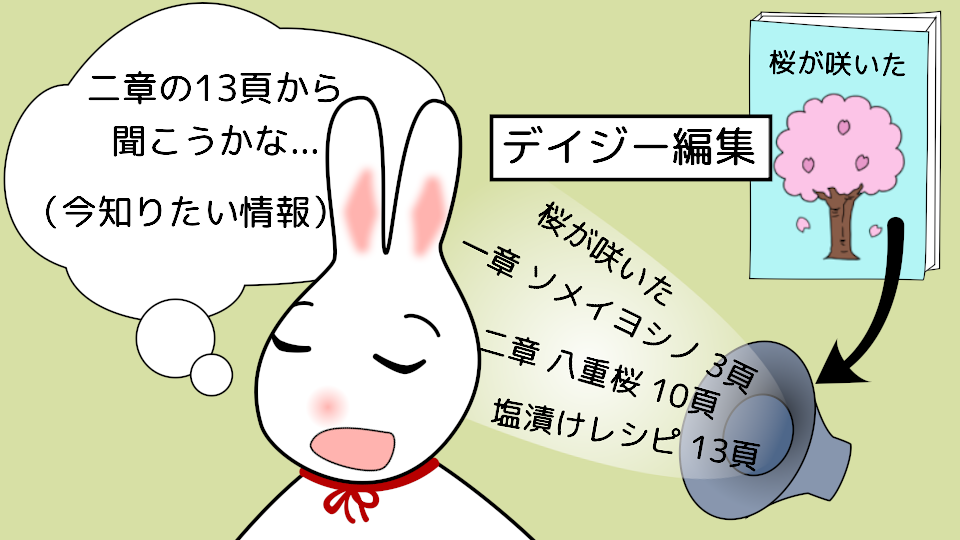 二章の13頁から
聞こうかな...
（今知りたい情報）
デイジー編集
桜が咲いた
桜が咲いた
一章 ソメイヨシノ 3頁
二章 八重桜 10頁
塩漬けレシピ 13頁